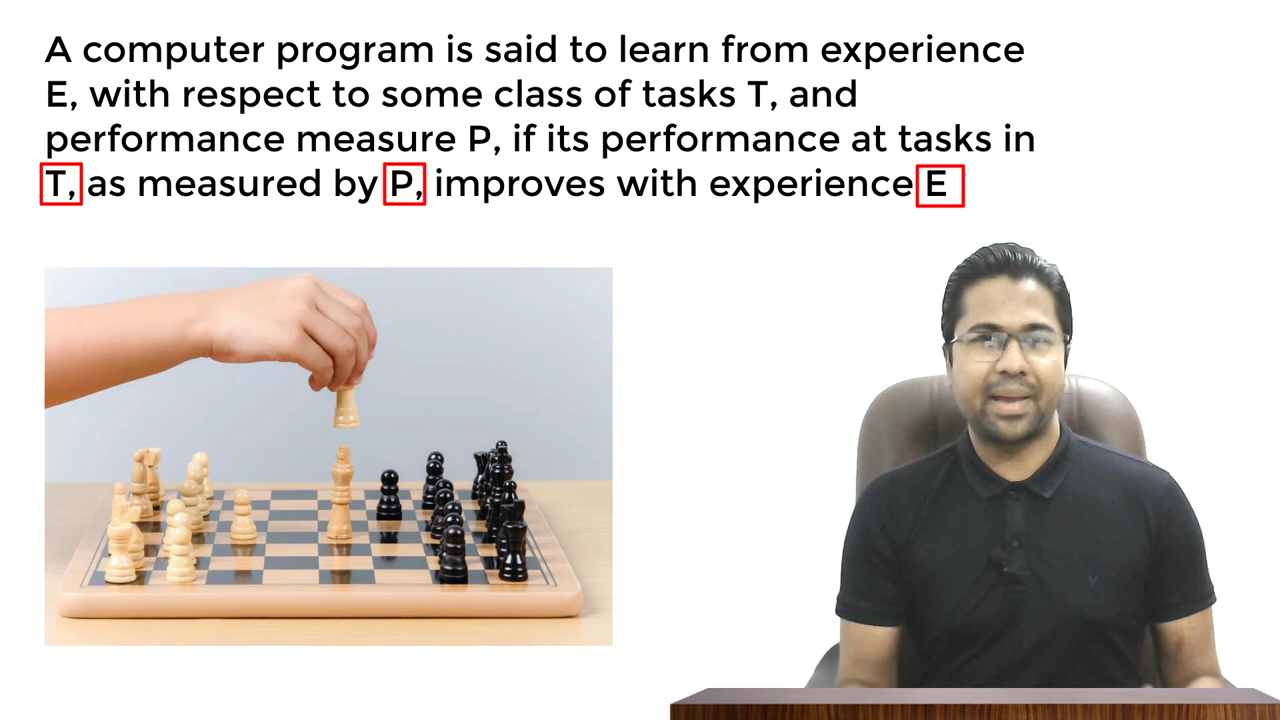 A computer program is said to learn from experience
E, with respect to some class of tasks T, and
performance measure P, if its performance at tasks in
T, as measured by P, improves with experience E